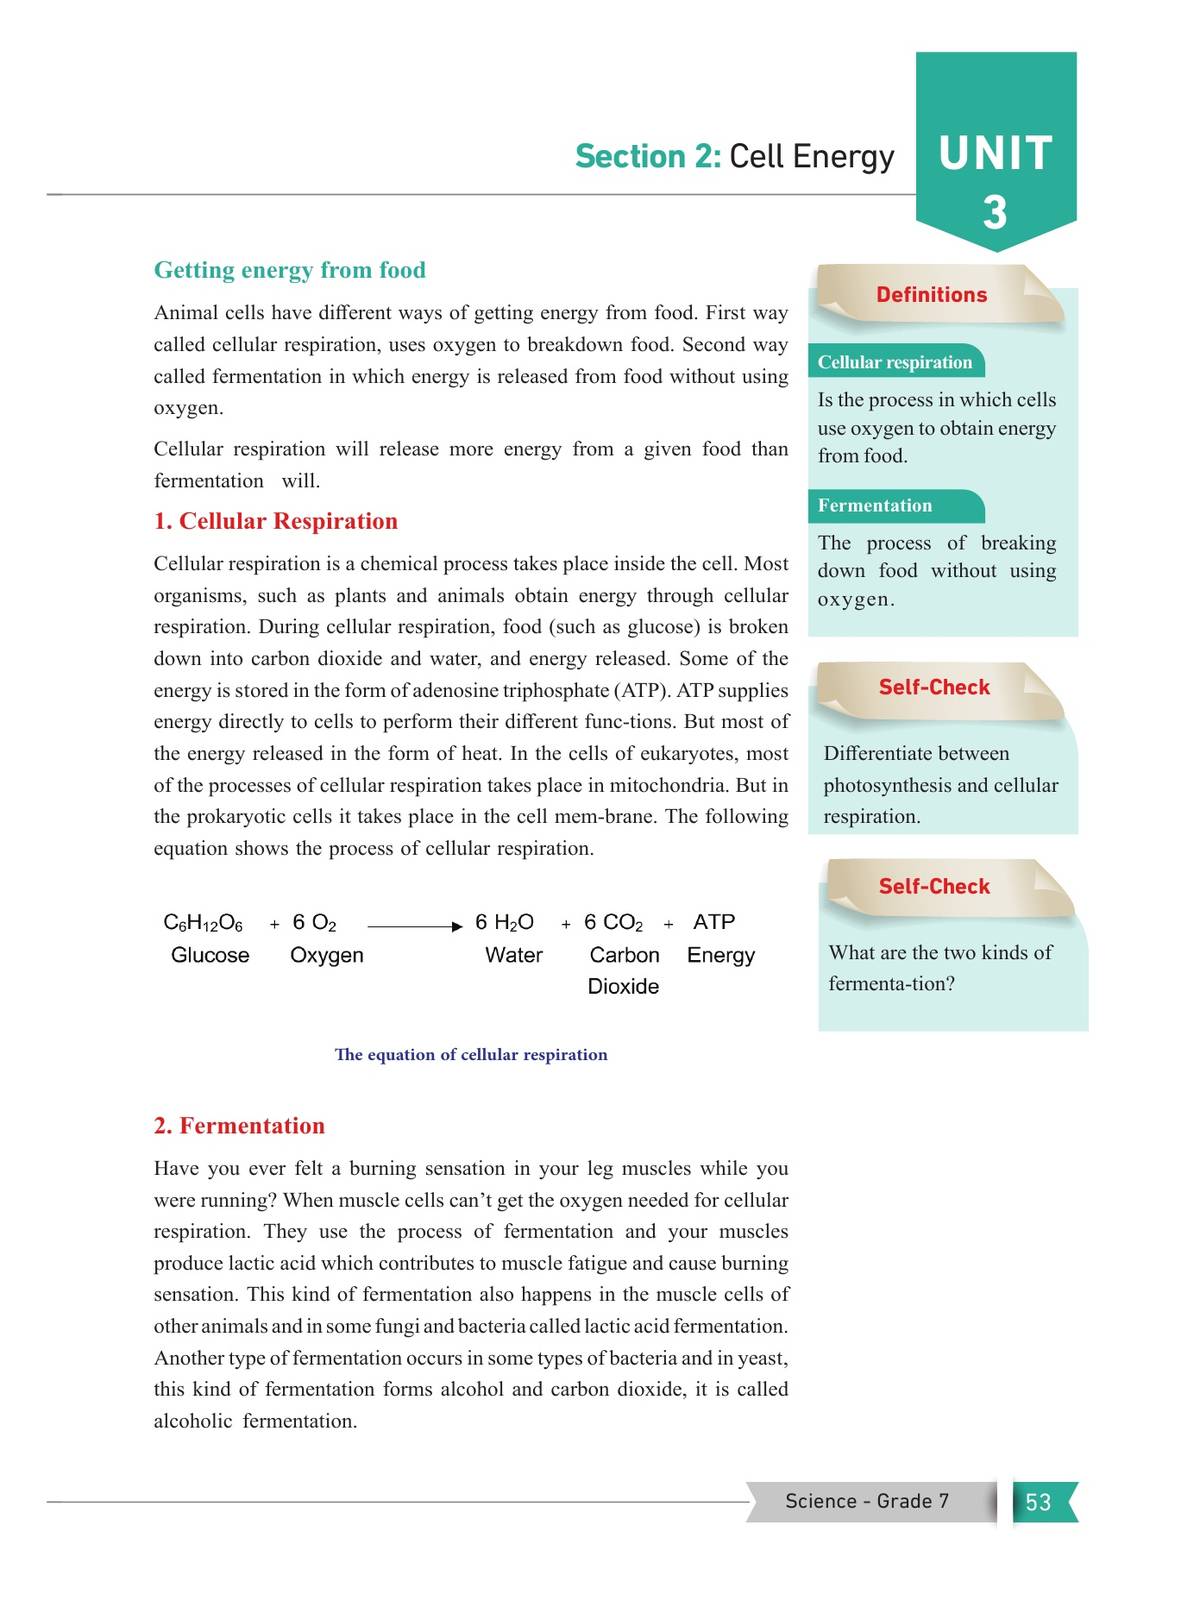 Section 2: Cell Energy
UNIT
3
Getting energy from food
Animal cells have different ways of getting energy from food. First way
called cellular respiration, uses oxygen to breakdown food. Second way
called fermentation in which energy is released from food without using
oxygen.
Cellular respiration will release more energy from a given food than
fermentation will.
1. Cellular Respiration
Cellular respiration is a chemical process takes place inside the cell. Most
organisms, such as plants and animals obtain energy through cellular
respiration. During cellular respiration, food (such as glucose) is broken
down into carbon dioxide and water, and energy released. Some of the
energy is stored in the form of adenosine triphosphate (ATP). ATP supplies
energy directly to cells to perform their different func-tions. But most of
the energy released in the form of heat. In the cells of eukaryotes, most
of the processes of cellular respiration takes place in mitochondria. But in
the prokaryotic cells it takes place in the cell mem-brane. The following
equation shows the process of cellular respiration.
C₆H₁₂O₆ + 6 O₂ ⟶ 6 H₂O + 6 CO₂ + ATP
Glucose Oxygen Water Carbon Energy
Dioxide
The equation of cellular respiration
2. Fermentation
Have you ever felt a burning sensation in your leg muscles while you
were running? When muscle cells can’t get the oxygen needed for cellular
respiration. They use the process of fermentation and your muscles
produce lactic acid which contributes to muscle fatigue and cause burning
sensation. This kind of fermentation also happens in the muscle cells of
other animals and in some fungi and bacteria called lactic acid fermentation.
Another type of fermentation occurs in some types of bacteria and in yeast,
this kind of fermentation forms alcohol and carbon dioxide, it is called
alcoholic fermentation.
Definitions
Cellular respiration
Is the process in which cells
use oxygen to obtain energy
from food.
Fermentation
The process of breaking
down food without using
oxygen.
Self-Check
Differentiate between
photosynthesis and cellular
respiration.
Self-Check
What are the two kinds of
fermenta-tion?
Science - Grade 7
53